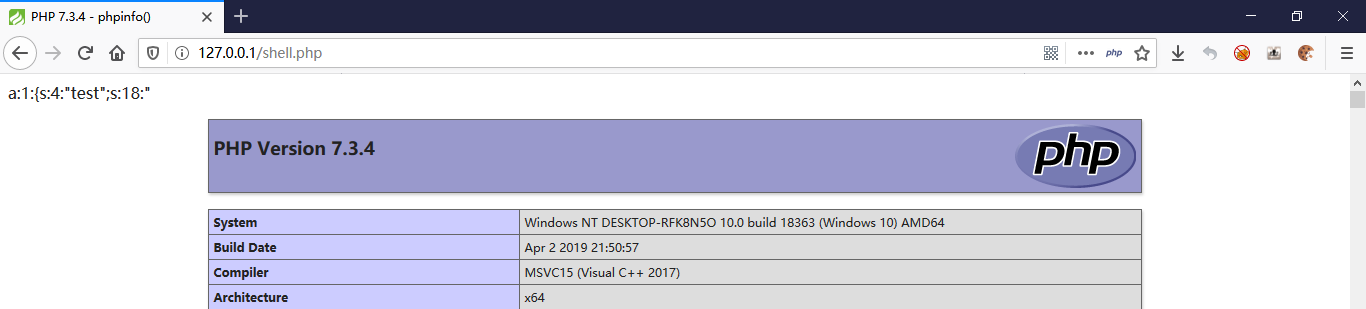 PHP 7.3.4 - phpinfo()
127.0.0.1/shell.php
php
a:1:{s:4:"test";s:18:"
PHP Version 7.3.4
php
System Windows NT DESKTOP-RFK8N5O 10.0 build 18363 (Windows 10) AMD64
Build Date Apr 2 2019 21:50:57
Compiler MSVC15 (Visual C++ 2017)
Architecture x64